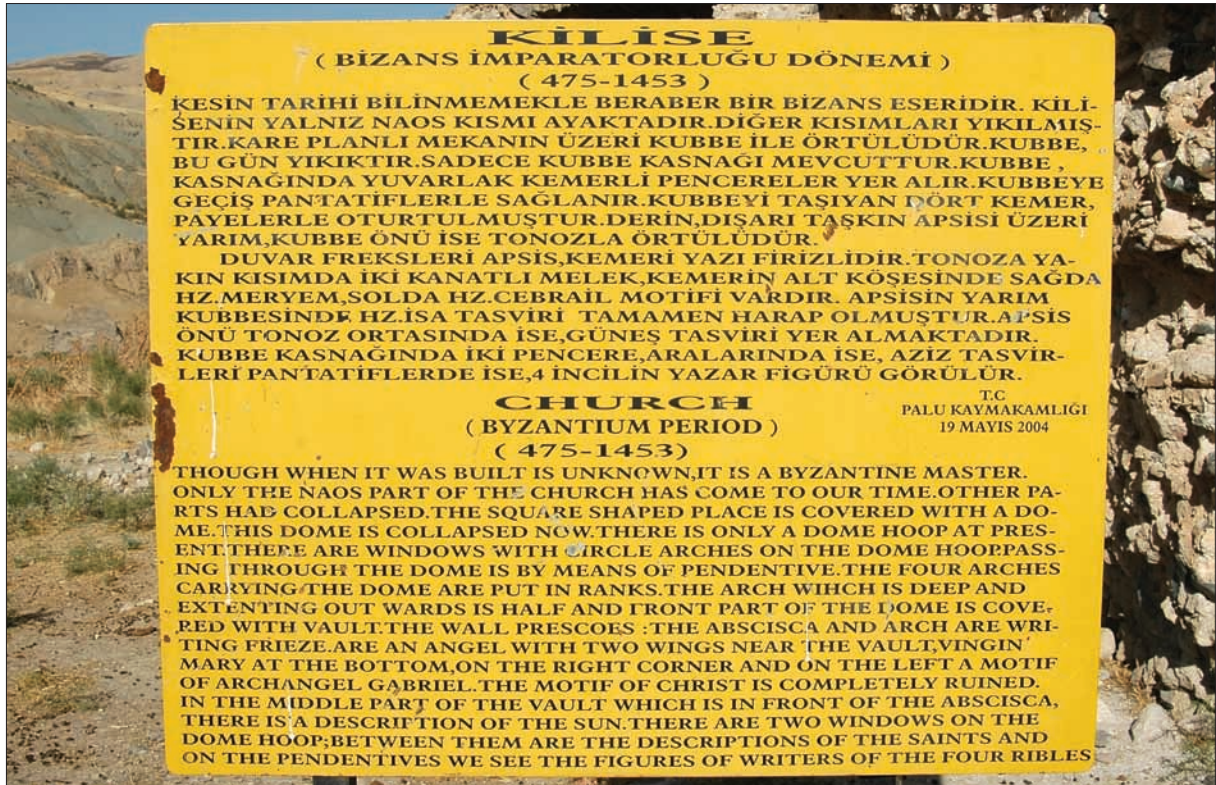 KİLİSE
( BİZANS İMPARATORLUĞU DÖNEMİ )
( 475-1453 )
KESİN TARİHİ BİLİNMEMEKLE BERABER BİR BİZANS ESERİDİR. KİLİ-
SENİN YALNIZ NAOS KISMI AYAKTADIR.DİĞER KISIMLARI YIKILMIŞ-
TIR.KARE PLANLI MEKANIN ÜZERİ KUBBE İLE ÖRTÜLÜDÜR.KUBBE,
BU GÜN YIKIKTIR.SADECE KUBBE KASNAĞI MEVCUTTUR.KUBBE ,
KASNAĞINDA YUVARLAK KEMERLİ PENCERELER YER ALIR.KUBBEYE
GEÇİŞ PANTATİFLERLE SAĞLANIR.KUBBEYİ TAŞIYAN DÖRT KEMER,
PAYELERLE OTURTULMUŞTUR.DERİN,DIŞARI TAŞKIN APSİSİ ÜZERİ
YARIM,KUBBE ÖNÜ İSE TONOZLA ÖRTÜLÜDÜR.
DUVAR FREKSLERİ APSİS,KEMERİ YAZI FİRİZLİDİR.TONOZA YA-
KIN KISIMDA İKİ KANATLI MELEK,KEMERİN ALT KÖŞESİNDE SAĞDA
HZ.MERYEM,SOLDA HZ.CEBRAİL MOTİFİ VARDIR. APSİSİN YARIM
KUBBESİNDE HZ.İSA TASVİRİ TAMAMEN HARAP OLMUŞTUR.APSİS
ÖNÜ TONOZ ORTASINDA İSE,GÜNEŞ TASVİRİ YER ALMAKTADIR.
KUBBE KASNAĞINDA İKİ PENCERE,ARALARINDA İSE, AZİZ TASVİR-
LERİ PANTATİFLERDE İSE,4 İNCİLİN YAZAR FİGÜRÜ GÖRÜLÜR.
T.C
PALU KAYMAKAMLIĞI
19 MAYIS 2004
CHURCH
( BYZANTIUM PERIOD )
( 475-1453)
THOUGH WHEN IT WAS BUILT IS UNKNOWN,IT IS A BYZANTINE MASTER.
ONLY THE NAOS PART OF THE CHURCH HAS COME TO OUR TIME.OTHER PA-
RTS HAD COLLAPSED.THE SQUARE SHAPED PLACE IS COVERED WITH A DO-
ME.THIS DOME IS COLLAPSED NOW.THERE IS ONLY A DOME HOOP AT PRES-
ENT.THERE ARE WINDOWS WITH CIRCLE ARCHES ON THE DOME HOOP.PASS-
ING THROUGH THE DOME IS BY MEANS OF PENDENTIVE.THE FOUR ARCHES
CARRYING THE DOME ARE PUT IN RANKS.THE ARCH WIHCH IS DEEP AND
EXTENTING OUT WARDS IS HALF AND FRONT PART OF THE DOME IS COVE-
RED WITH VAULT.THE WALL PRESCOES :THE ABSCISCA AND ARCH ARE WRI-
TING FRIEZE.ARE AN ANGEL WITH TWO WINGS NEAR THE VAULT,VINGIN
MARY AT THE BOTTOM,ON THE RIGHT CORNER AND ON THE LEFT A MOTIF
OF ARCHANGEL GABRIEL.THE MOTIF OF CHRIST IS COMPLETELY RUINED.
IN THE MIDDLE PART OF THE VAULT WHICH IS IN FRONT OF THE ABSCISCA,
THERE IS A DESCRIPTION OF THE SUN.THERE ARE TWO WINDOWS ON THE
DOME HOOP;BETWEEN THEM ARE THE DESCRIPTIONS OF THE SAINTS AND
ON THE PENDENTIVES WE SEE THE FIGURES OF WRITERS OF THE FOUR RIBLES